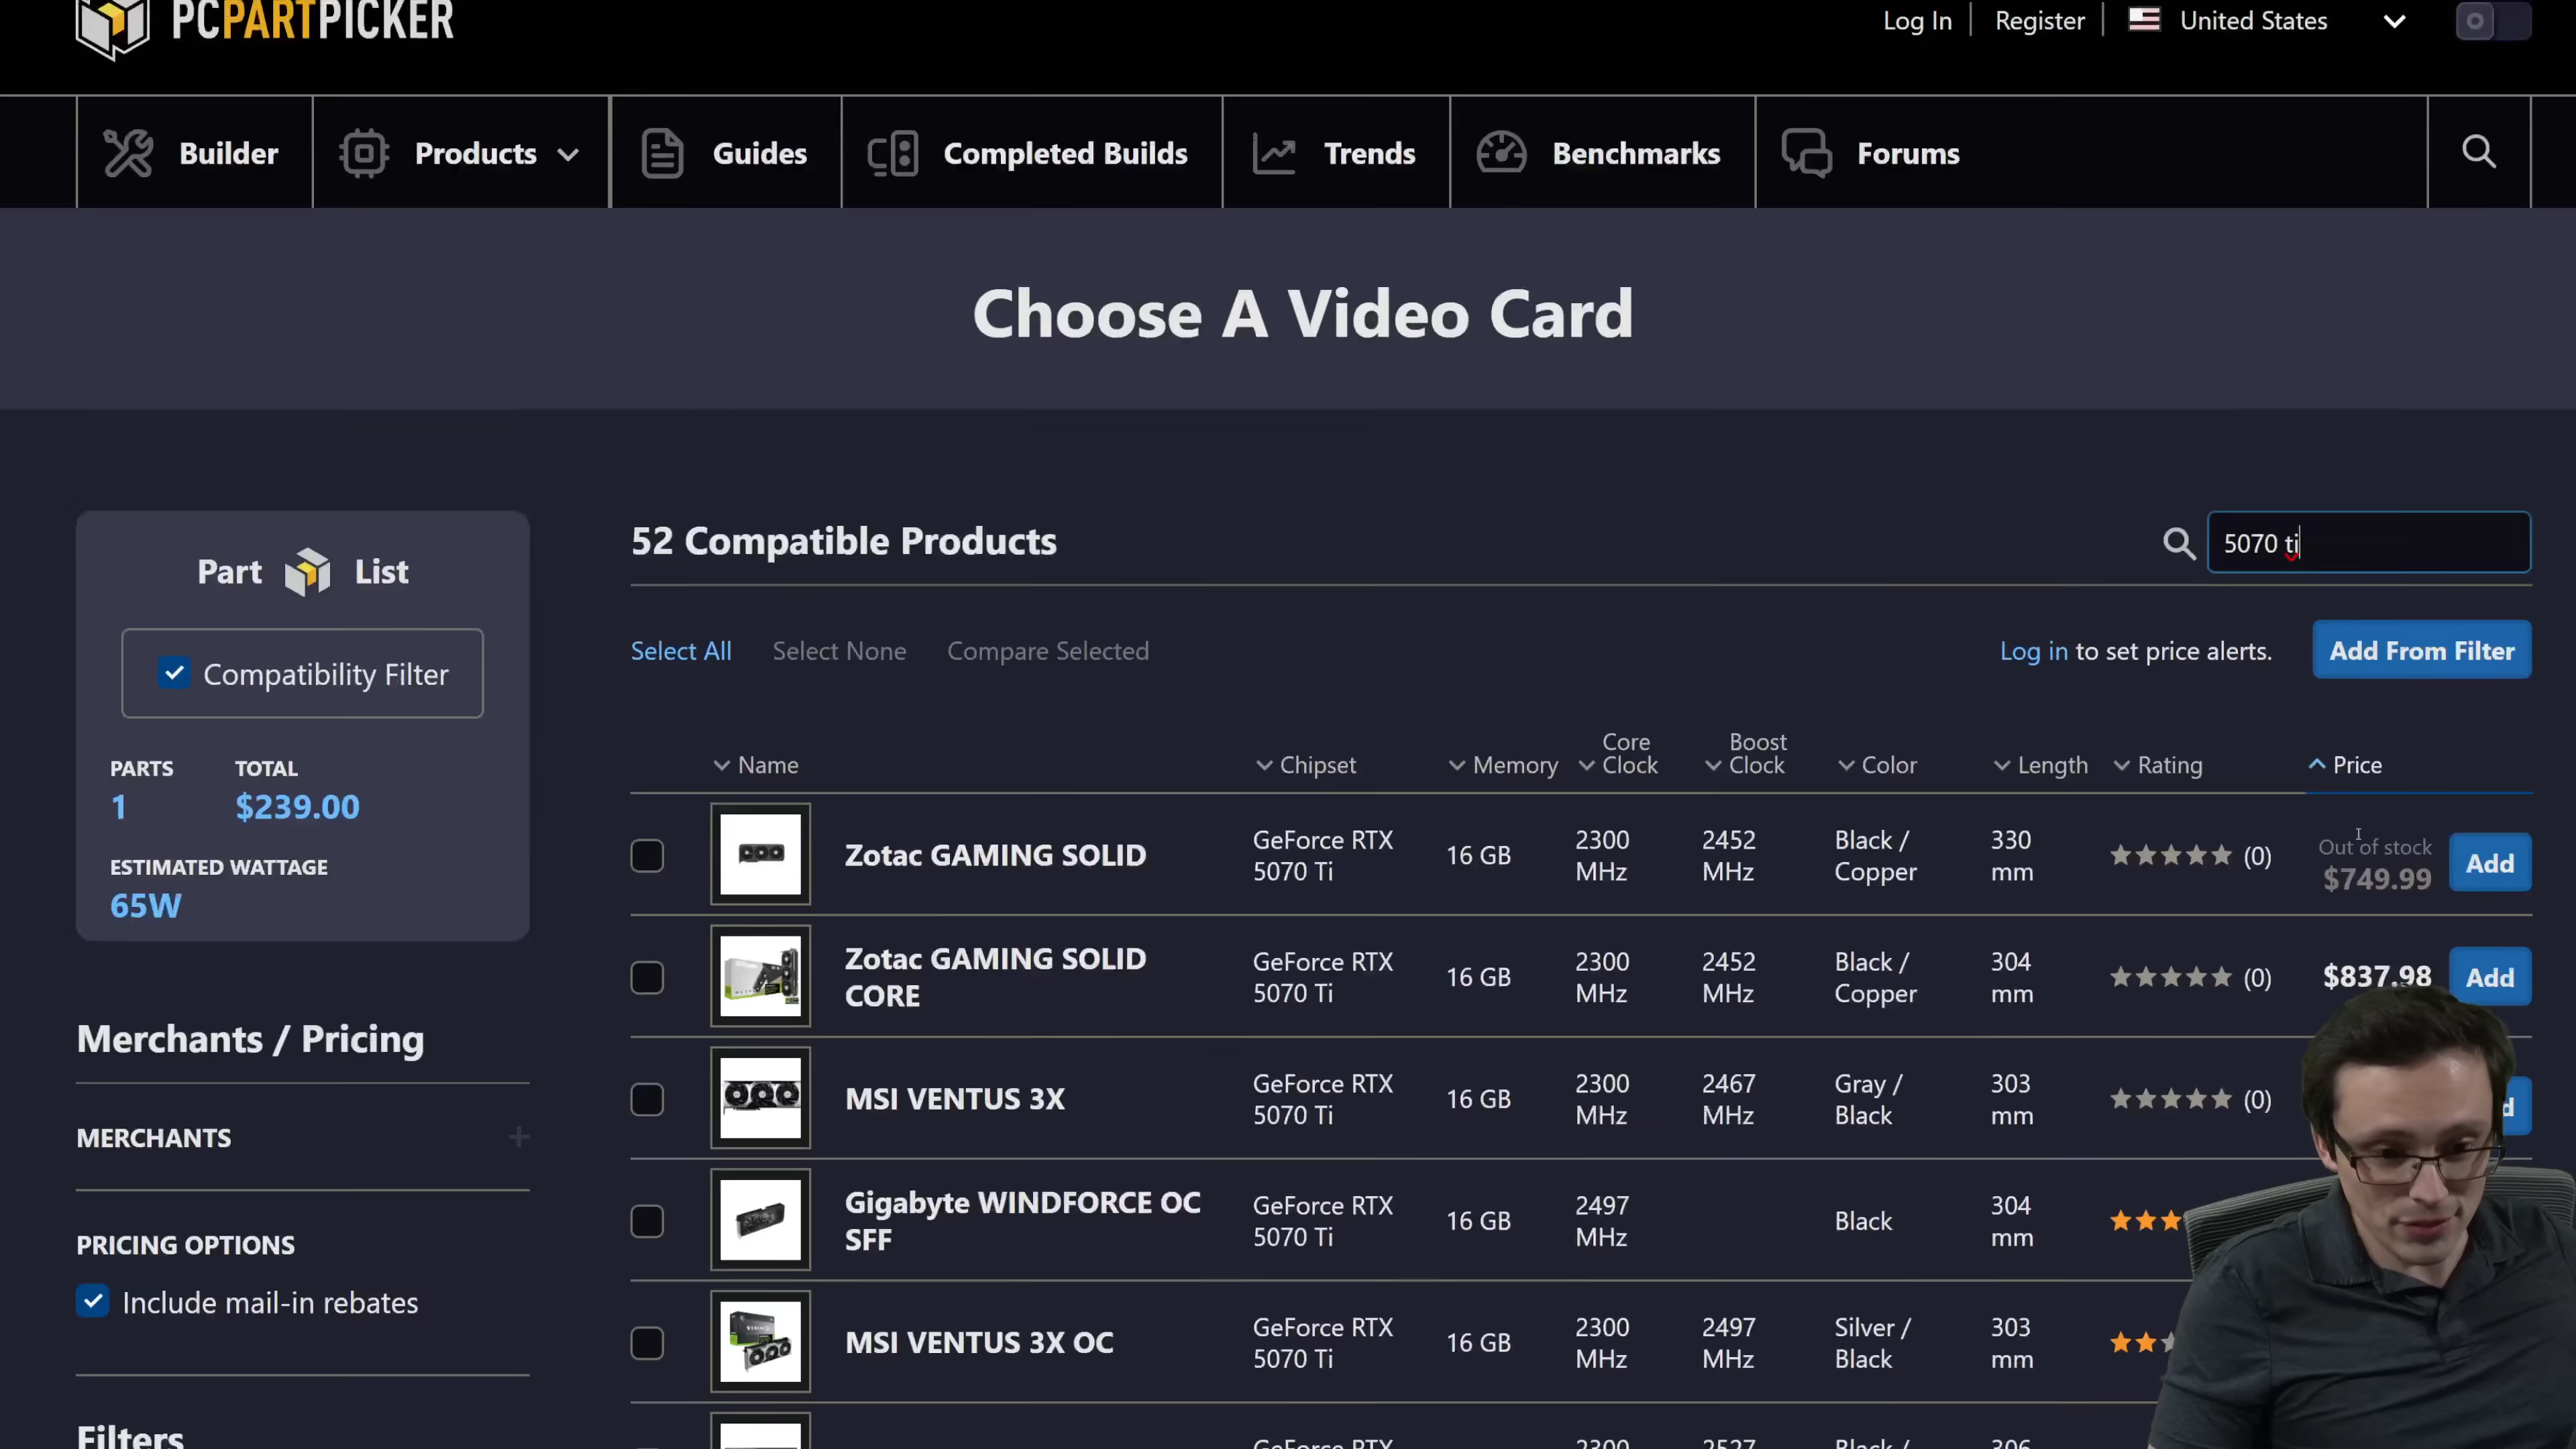 PCPARTPICKER
Log In
Register
United States
Builder
Products
Guides
Completed Builds
Trends
Benchmarks
Forums
Choose A Video Card
Part List
Compatibility Filter
PARTS
TOTAL
1
$239.00
ESTIMATED WATTAGE
65W
Merchants / Pricing
MERCHANTS
PRICING OPTIONS
Include mail-in rebates
Filters
52 Compatible Products
5070 ti
Select All
Select None
Compare Selected
Log in to set price alerts.
Add From Filter
Name
Chipset
Memory
Core
Clock
Boost
Clock
Color
Length
Rating
Price
Zotac GAMING SOLID
GeForce RTX
5070 Ti
16 GB
2300
MHz
2452
MHz
Black /
Copper
330
mm
(0)
Out of stock
$749.99
Add
Zotac GAMING SOLID
CORE
GeForce RTX
5070 Ti
16 GB
2300
MHz
2452
MHz
Black /
Copper
304
mm
(0)
$837.98
Add
MSI VENTUS 3X
GeForce RTX
5070 Ti
16 GB
2300
MHz
2467
MHz
Gray /
Black
303
mm
(0)
Gigabyte WINDFORCE OC
SFF
GeForce RTX
5070 Ti
16 GB
2497
MHz
Black
304
mm
MSI VENTUS 3X OC
GeForce RTX
5070 Ti
16 GB
2300
MHz
2497
MHz
Silver /
Black
303
mm
GeForce RTX
2300
2527
Black /
306